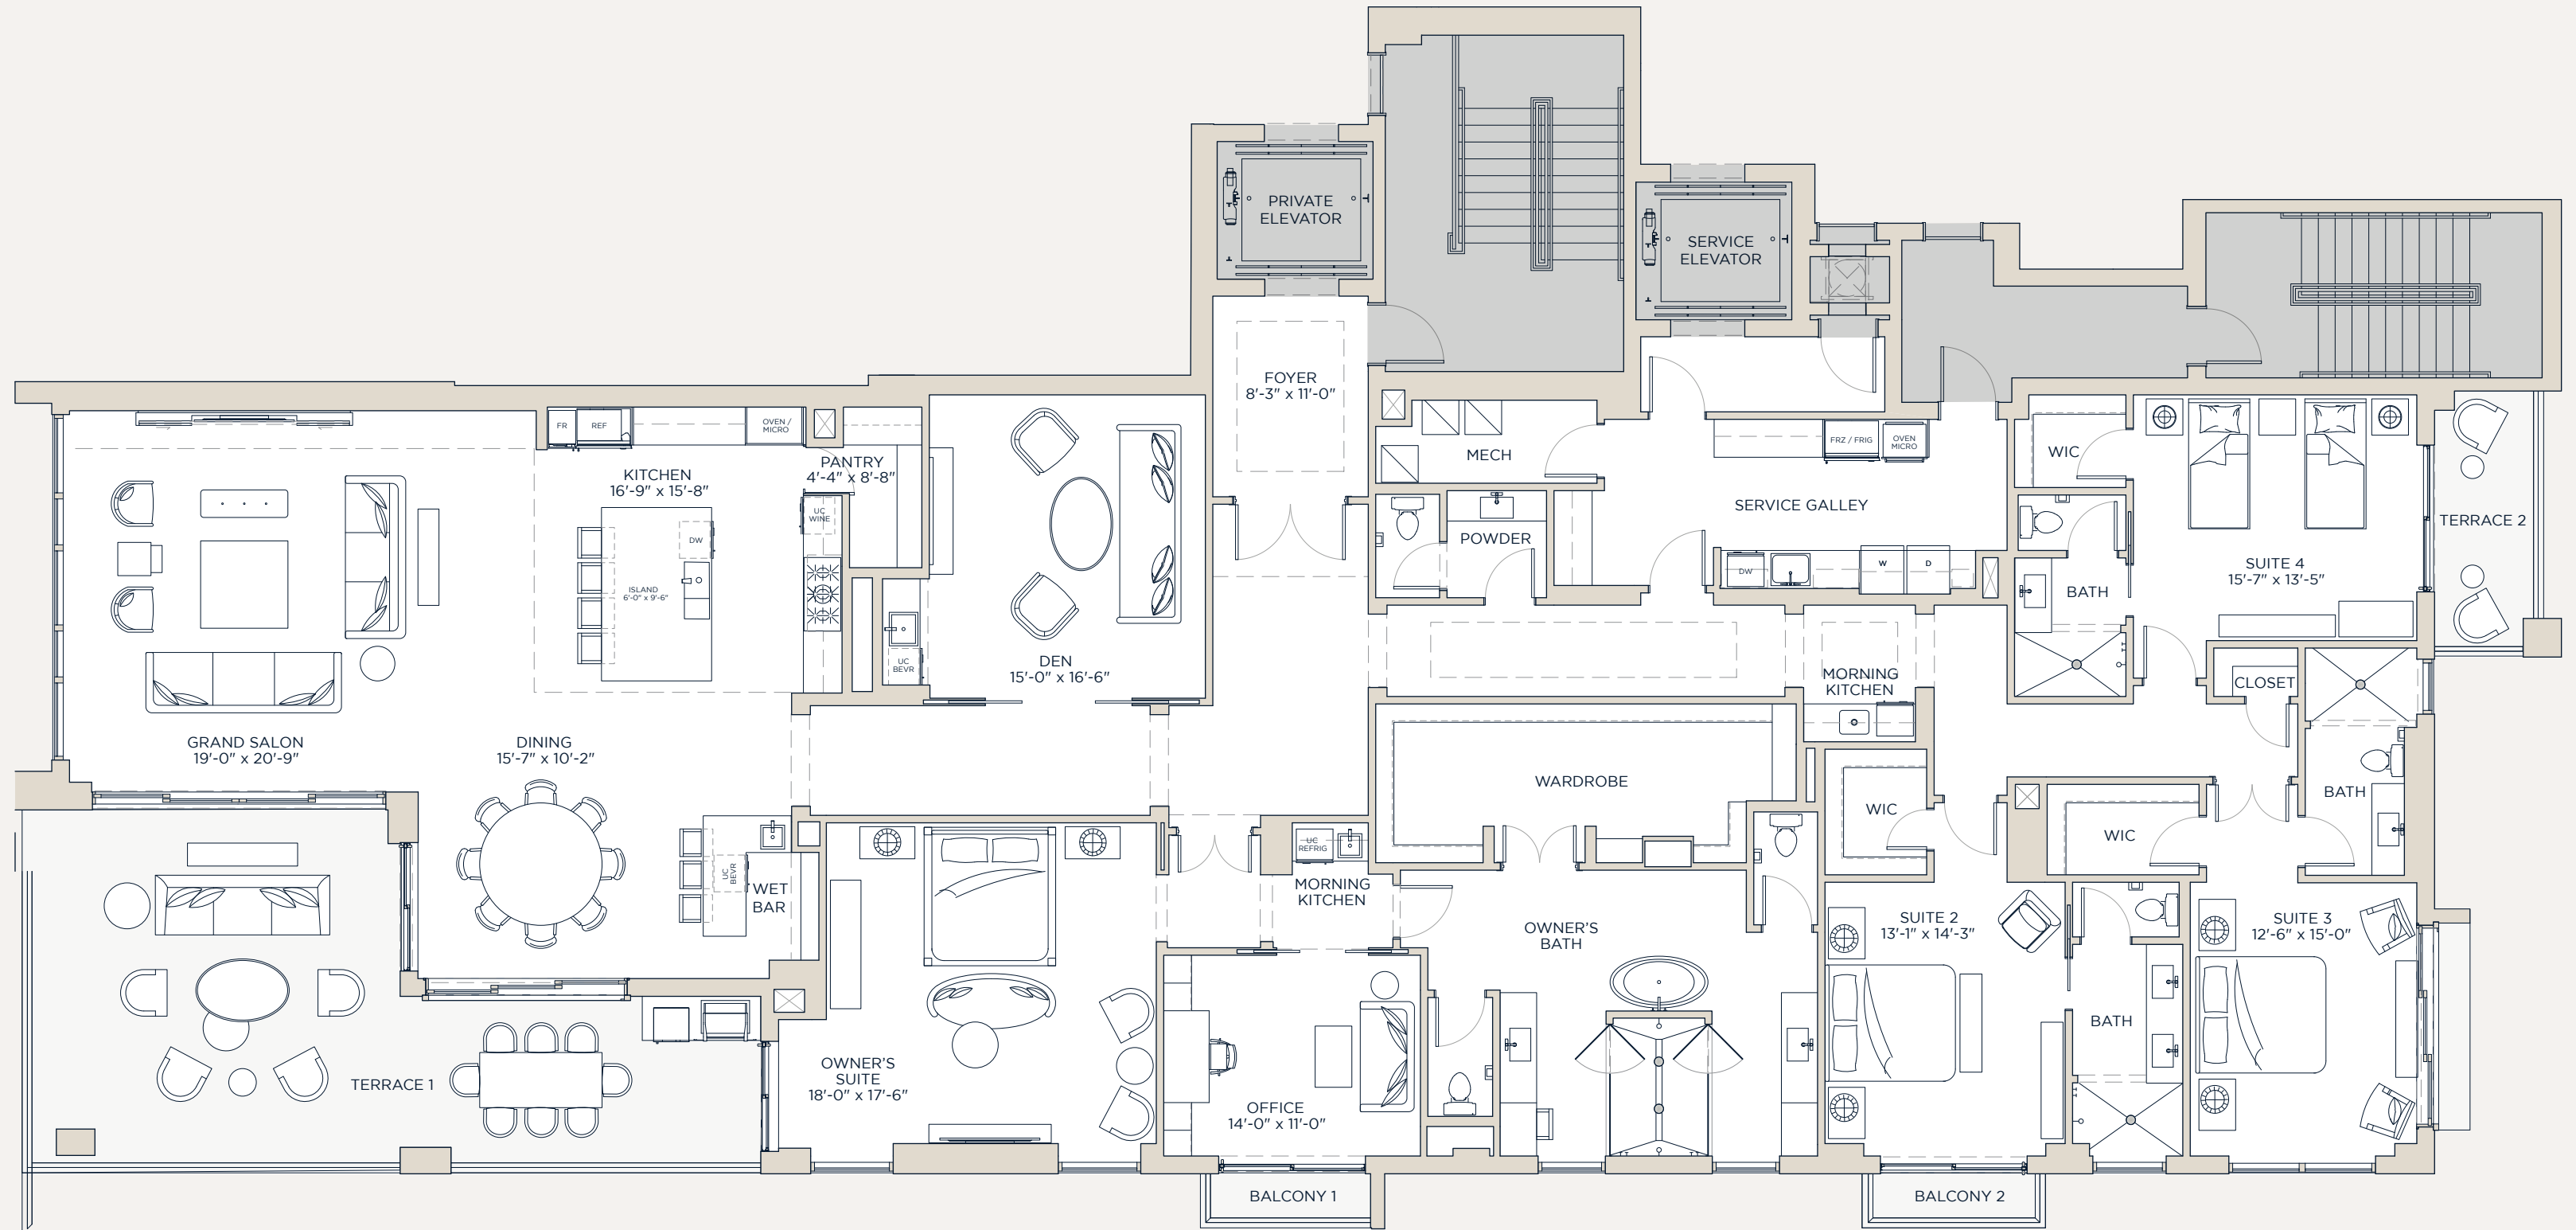 PRIVATE
ELEVATOR
SERVICE
ELEVATOR
FOYER
8'-3" x 11'-0"
FR
REF
OVEN /
MICRO
KITCHEN
16'-9" x 15'-8"
PANTRY
4'-4" x 8'-8"
UC
WINE
DW
ISLAND
6'-0" x 9'-6"
UC
BEVR
DEN
15'-0" x 16'-6"
MECH
POWDER
FRZ / FRIG
OVEN
MICRO
SERVICE GALLEY
DW
W
D
WIC
BATH
SUITE 4
15'-7" x 13'-5"
TERRACE 2
MORNING
KITCHEN
CLOSET
GRAND SALON
19'-0" x 20'-9"
DINING
15'-7" x 10'-2"
WARDROBE
WIC
WIC
BATH
UC
BEVR
WET
BAR
UC
REFRIG
MORNING
KITCHEN
OWNER'S
BATH
SUITE 2
13'-1" x 14'-3"
SUITE 3
12'-6" x 15'-0"
BATH
TERRACE 1
OWNER'S
SUITE
18'-0" x 17'-6"
OFFICE
14'-0" x 11'-0"
BALCONY 1
BALCONY 2